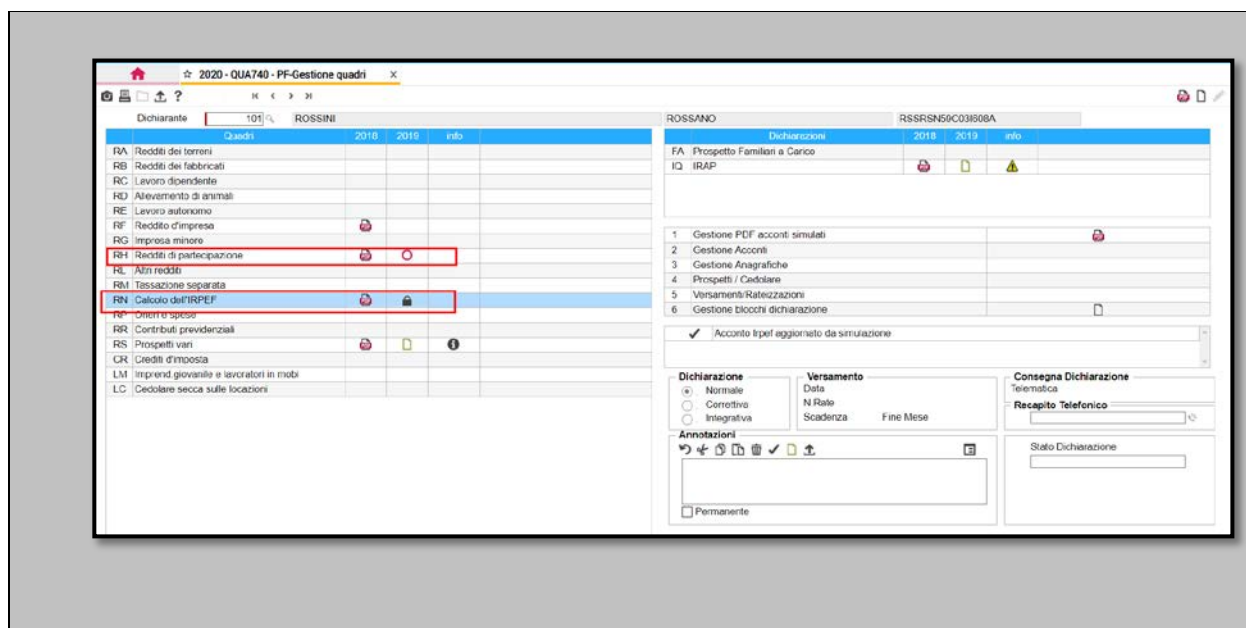 2020 - QUA740 - PF-Gestione quadri x
?
Dichiarante 101 ROSSINI ROSSANO RSSRSN59C03I608A
Quadri 2018 2019 info
RA Redditi dei terreni
RB Redditi dei fabbricati
RC Lavoro dipendente
RD Allevamento di animali
RE Lavoro autonomo
RF Reddito d'impresa
RG Impresa minore
RH Redditi di partecipazione
RL Altri redditi
RM Tassazione separata
RN Calcolo dell'IRPEF
RP Oneri e spese
RR Contributi previdenziali
RS Prospetti vari
CR Crediti d'imposta
LM Imprend.giovanile e lavoratori in mobi
LC Cedolare secca sulle locazioni
Dichiarazioni 2018 2019 info
FA Prospetto Familiari a Carico
IQ IRAP
1 Gestione PDF acconti simulati
2 Gestione Acconti
3 Gestione Anagrafiche
4 Prospetti / Cedolare
5 Versamenti/Rateizzazioni
6 Gestione blocchi dichiarazione
Acconto Irpef aggiornato da simulazione
Dichiarazione
Normale
Correttiva
Integrativa
Versamento
Data
N.Rate
Scadenza Fine Mese
Consegna Dichiarazione
Telematica
Recapito Telefonico
Annotazioni
Permanente
Stato Dichiarazione